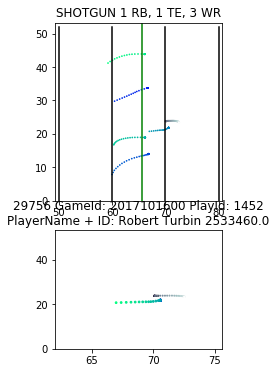 SHOTGUN 1 RB, 1 TE, 3 WR
50
40
30
20
10
0
50 60 70 80
29756 GameId: 2017101600 PlayId: 1452
PlayerName + ID: Robert Turbin 2533460.0
40
20
0
65 70 75